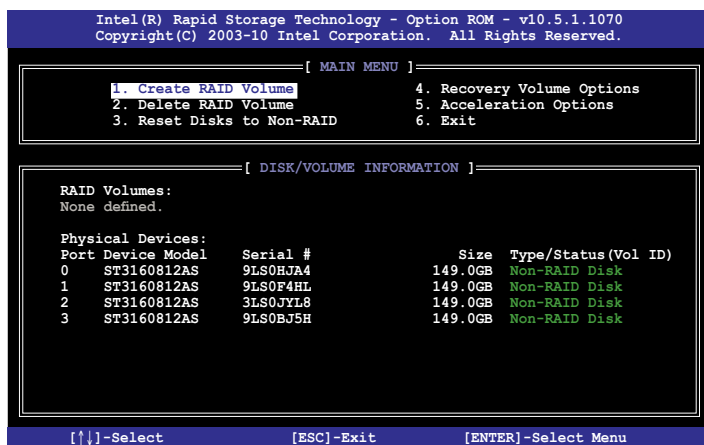 Intel(R) Rapid Storage Technology - Option ROM - v10.5.1.1070
Copyright(C) 2003-10 Intel Corporation. All Rights Reserved.
[ MAIN MENU ]
1. Create RAID Volume 4. Recovery Volume Options
2. Delete RAID Volume 5. Acceleration Options
3. Reset Disks to Non-RAID 6. Exit
[ DISK/VOLUME INFORMATION ]
RAID Volumes:
None defined.
Physical Devices:
Port Device Model Serial # Size Type/Status(Vol ID)
0 ST3160812AS 9LS0HJA4 149.0GB Non-RAID Disk
1 ST3160812AS 9LS0F4HL 149.0GB Non-RAID Disk
2 ST3160812AS 3LS0JYL8 149.0GB Non-RAID Disk
3 ST3160812AS 9LS0BJ5H 149.0GB Non-RAID Disk
[↑↓]-Select [ESC]-Exit [ENTER]-Select Menu